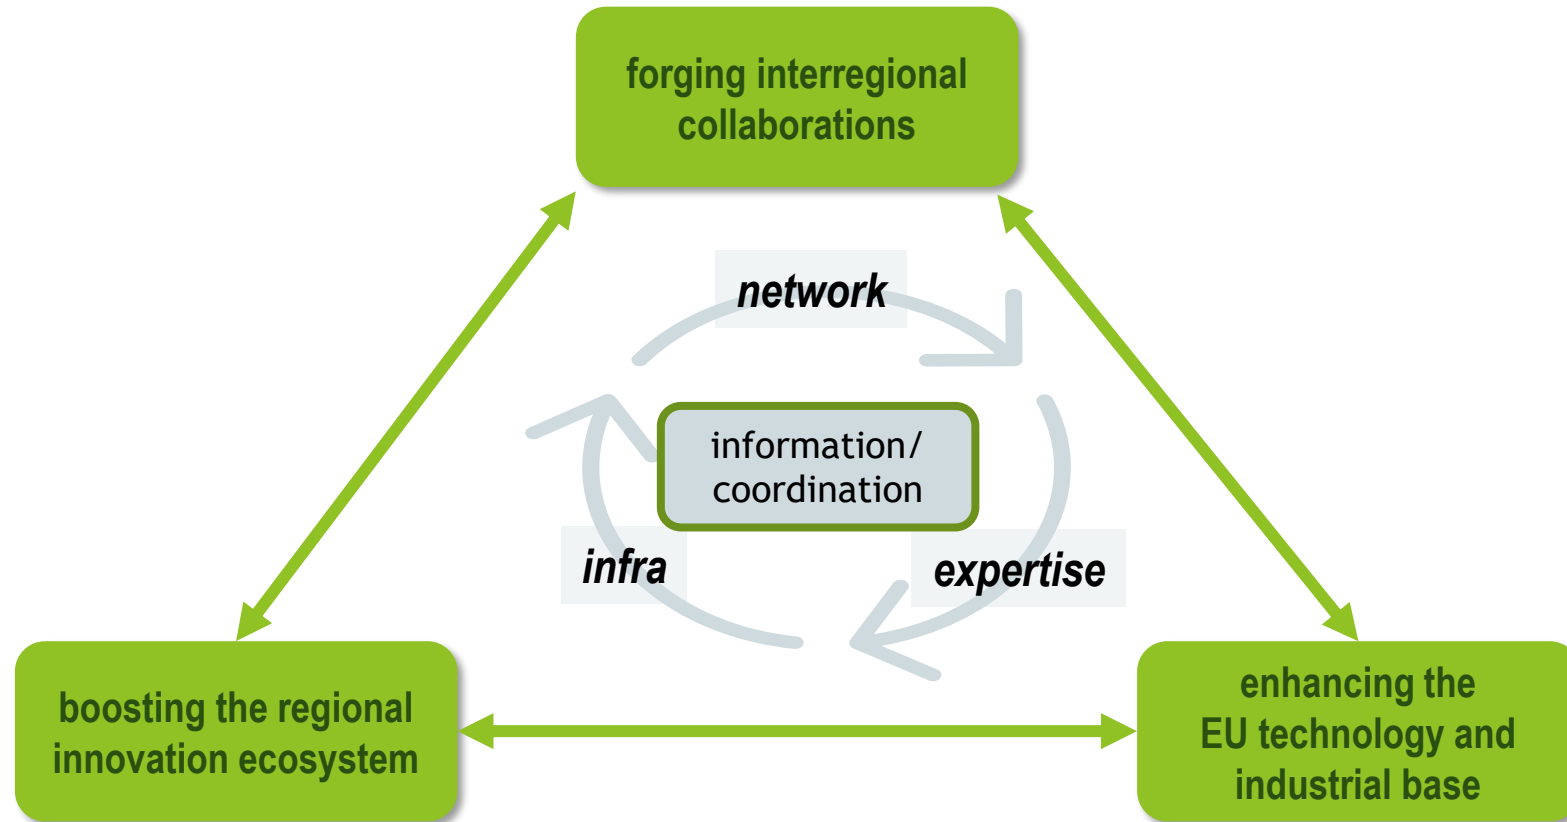 forging interregional
collaborations
network
information/
coordination
infra
expertise
boosting the regional
innovation ecosystem
enhancing the
EU technology and
industrial base